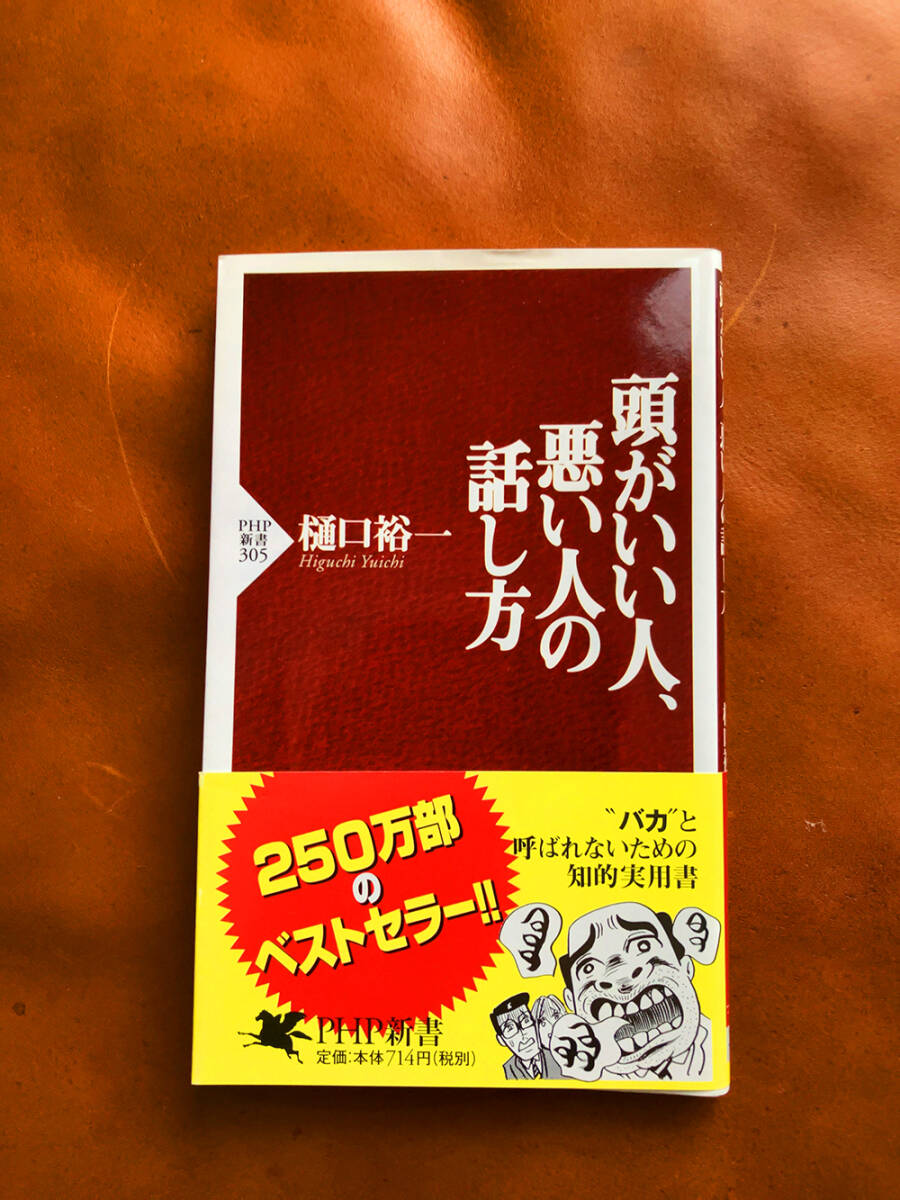 頭がいい人、
悪い人の
話し方
樋口裕一
Higuchi Yuichi
PHP
新書
305
250万部
の
ベストセラー!!
"バカ"と
呼ばれないための
知的実用書
PHP新書
定価:本体714円(税別)